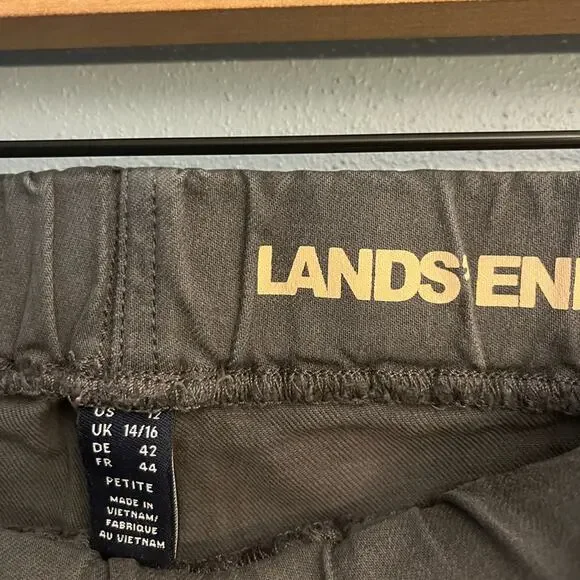 LANDS' EN
US 12
UK 14/16
DE 42
FR 44
PETITE
MADE IN
VIETNAM/
FABRIQUE
AU VIETNAM